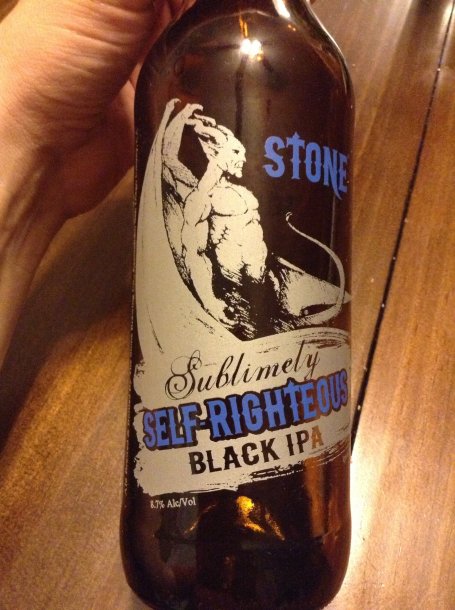 STONE
Sublimely
SELF-RIGHTEOUS
BLACK IPA
8.7% Alc/Vol